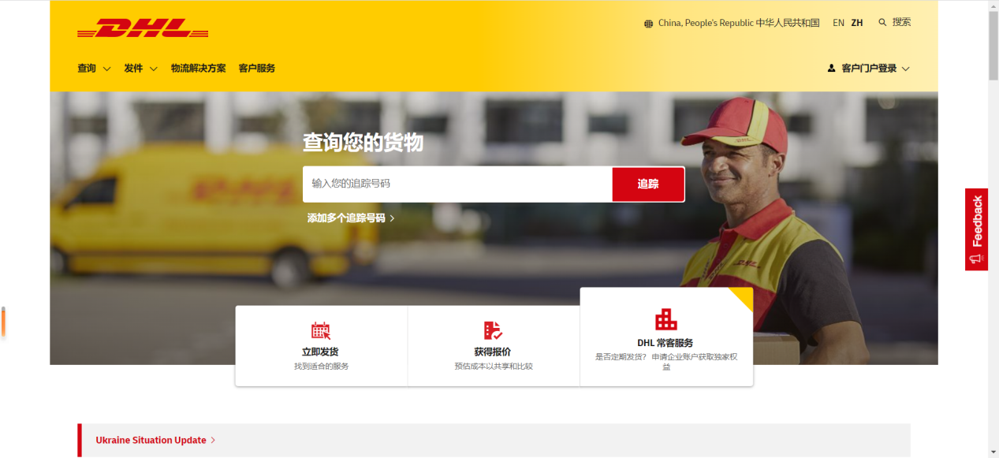 DHL
China, People's Republic 中华人民共和国
EN ZH
搜索
查询
发件
物流解决方案
客户服务
客户门户登录
查询您的货物
输入您的追踪号码
追踪
添加多个追踪号码
Feedback
立即发货
找到适合的服务
获得报价
预估成本以共享和比较
DHL 常客服务
是否定期发货? 申请企业账户获取独家权
益
Ukraine Situation Update